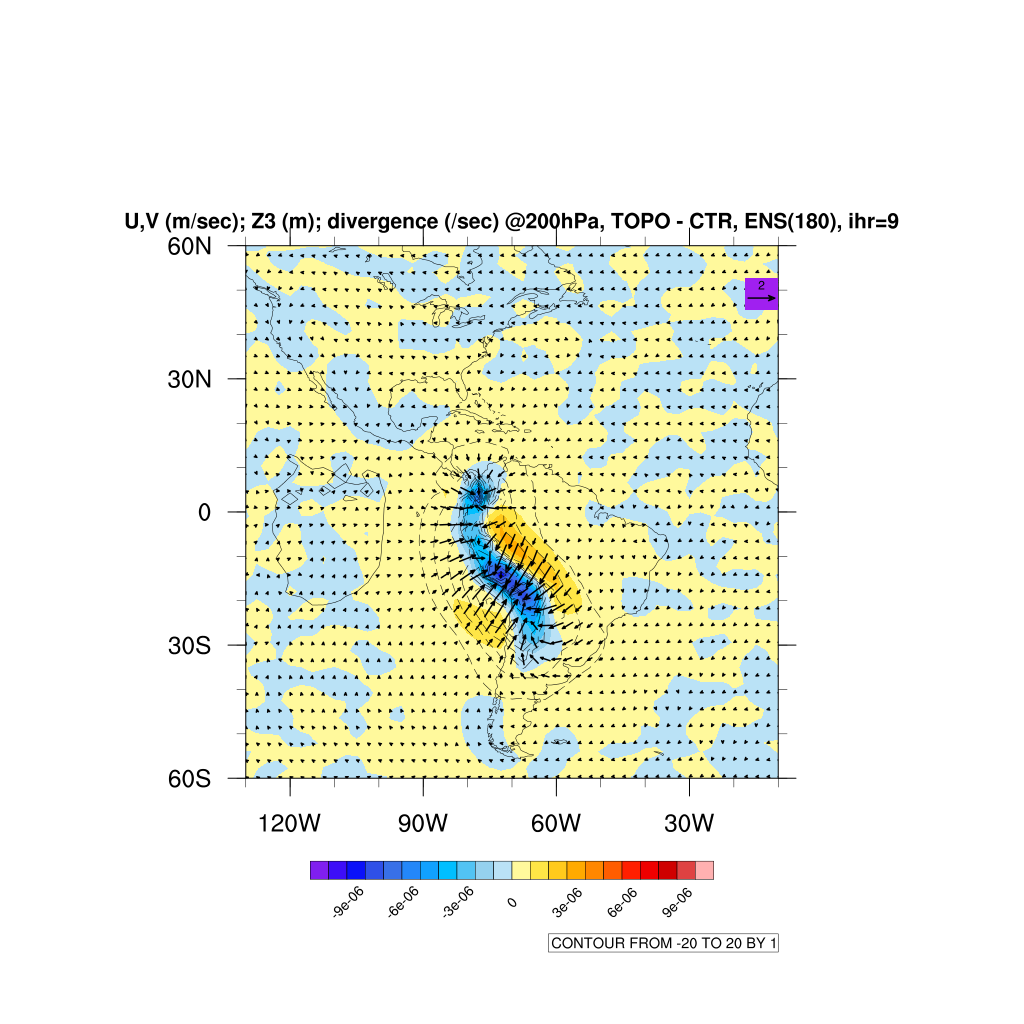 U,V (m/sec); Z3 (m); divergence (/sec) @200hPa, TOPO - CTR, ENS(180), ihr=9
60N
2
30N
0
30S
60S
120W 90W 60W 30W
-9e-06 -6e-06 -3e-06 0 3e-06 6e-06 9e-06
CONTOUR FROM -20 TO 20 BY 1